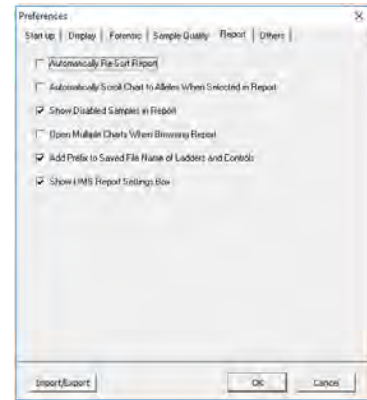 Preferences
Start up Display Forensic Sample Quality Report Others
Automatically Re-Sort Report
Automatically Scroll Chart to Alleles When Selected in Report
Show Disabled Samples in Report
Open Multiple Charts When Browsing Report
Add Prefix to Saved File Name of Ladders and Controls
Show LIMS Report Settings Box
Import/Export OK Cancel